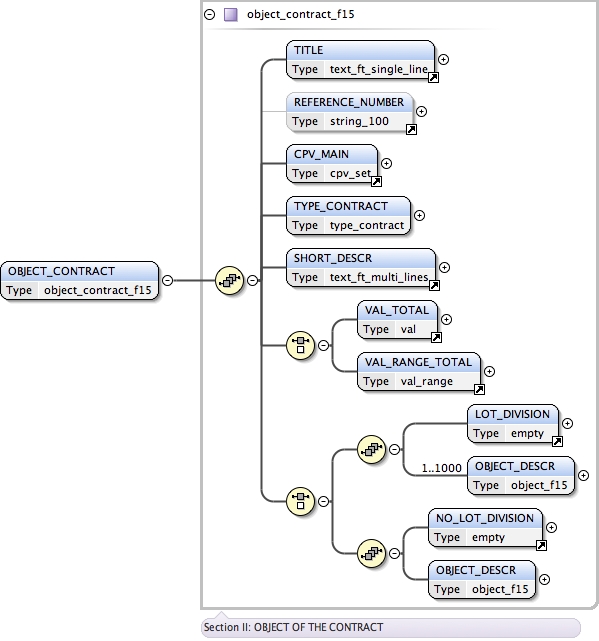 object_contract_f15
TITLE
Type text_ft_single_line
REFERENCE_NUMBER
Type string_100
CPV_MAIN
Type cpv_set
TYPE_CONTRACT
Type type_contract
SHORT_DESCR
Type text_ft_multi_lines
OBJECT_CONTRACT
Type object_contract_f15
VAL_TOTAL
Type val
VAL_RANGE_TOTAL
Type val_range
LOT_DIVISION
Type empty
1..1000
OBJECT_DESCR
Type object_f15
NO_LOT_DIVISION
Type empty
OBJECT_DESCR
Type object_f15
Section II: OBJECT OF THE CONTRACT